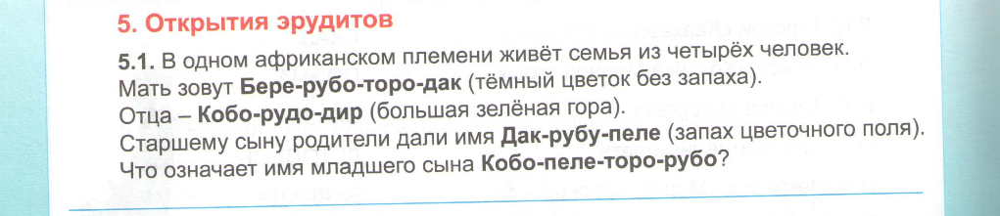 5. Открытия эрудитов
5.1. В одном африканском племени живёт семья из четырёх человек.
Мать зовут Бере-рубо-торо-дак (тёмный цветок без запаха).
Отца – Кобо-рудо-дир (большая зелёная гора).
Старшему сыну родители дали имя Дак-рубу-пеле (запах цветочного поля).
Что означает имя младшего сына Кобо-пеле-торо-рубо?